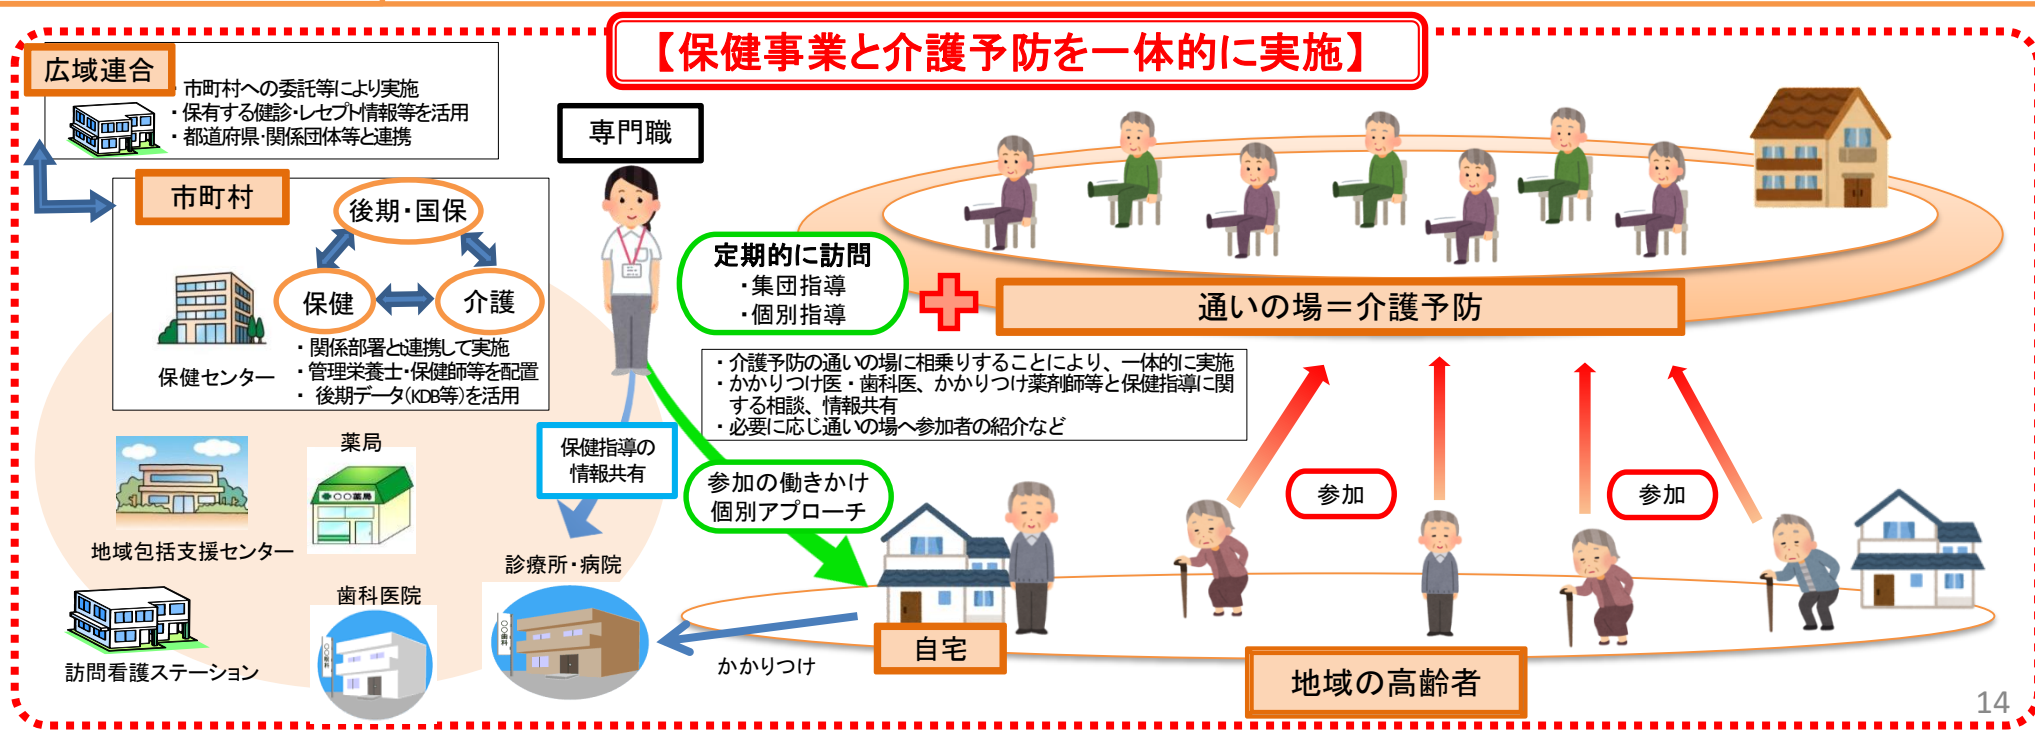 【保健事業と介護予防を一体的に実施】
広域連合
・ 市町村への委託等により実施
・保有する健診・レセプト情報等を活用
・都道府県・関係団体等と連携
市町村
後期・国保
保健
介護
保健センター
・関係部署と連携して実施
・管理栄養士・保健師等を配置
・ 後期データ(KDB等)を活用
専門職
定期的に訪問
・集団指導
・個別指導
通いの場＝介護予防
・介護予防の通いの場に相乗りすることにより、一体的に実施
・かかりつけ医・歯科医、かかりつけ薬剤師等と保健指導に関
する相談、情報共有
・必要に応じ通いの場へ参加者の紹介など
保健指導の
情報共有
参加の働きかけ
個別アプローチ
参加
参加
薬局
〇〇薬局
地域包括支援センター
訪問看護ステーション
歯科医院
〇〇歯科
診療所・病院
〇〇歯科
かかりつけ
自宅
地域の高齢者
14